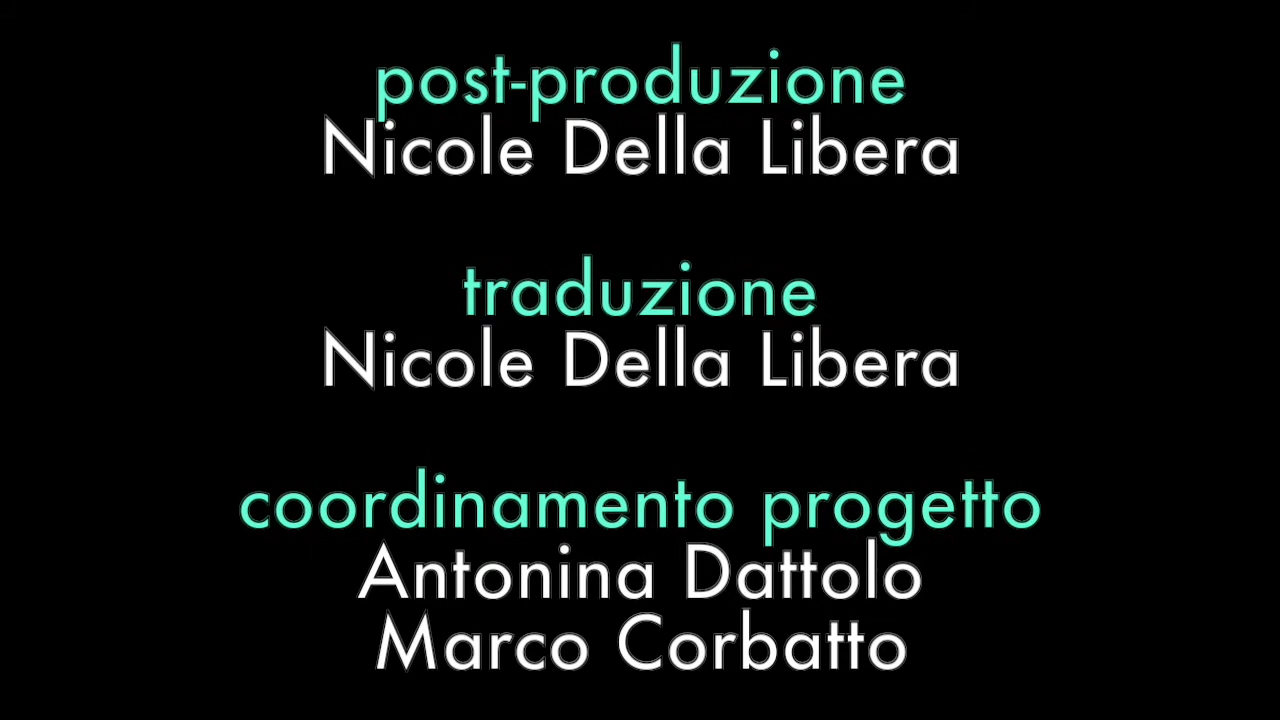 post-produzione
Nicole Della Libera
traduzione
Nicole Della Libera
coordinamento progetto
Antonina Dattolo
Marco Corbatto